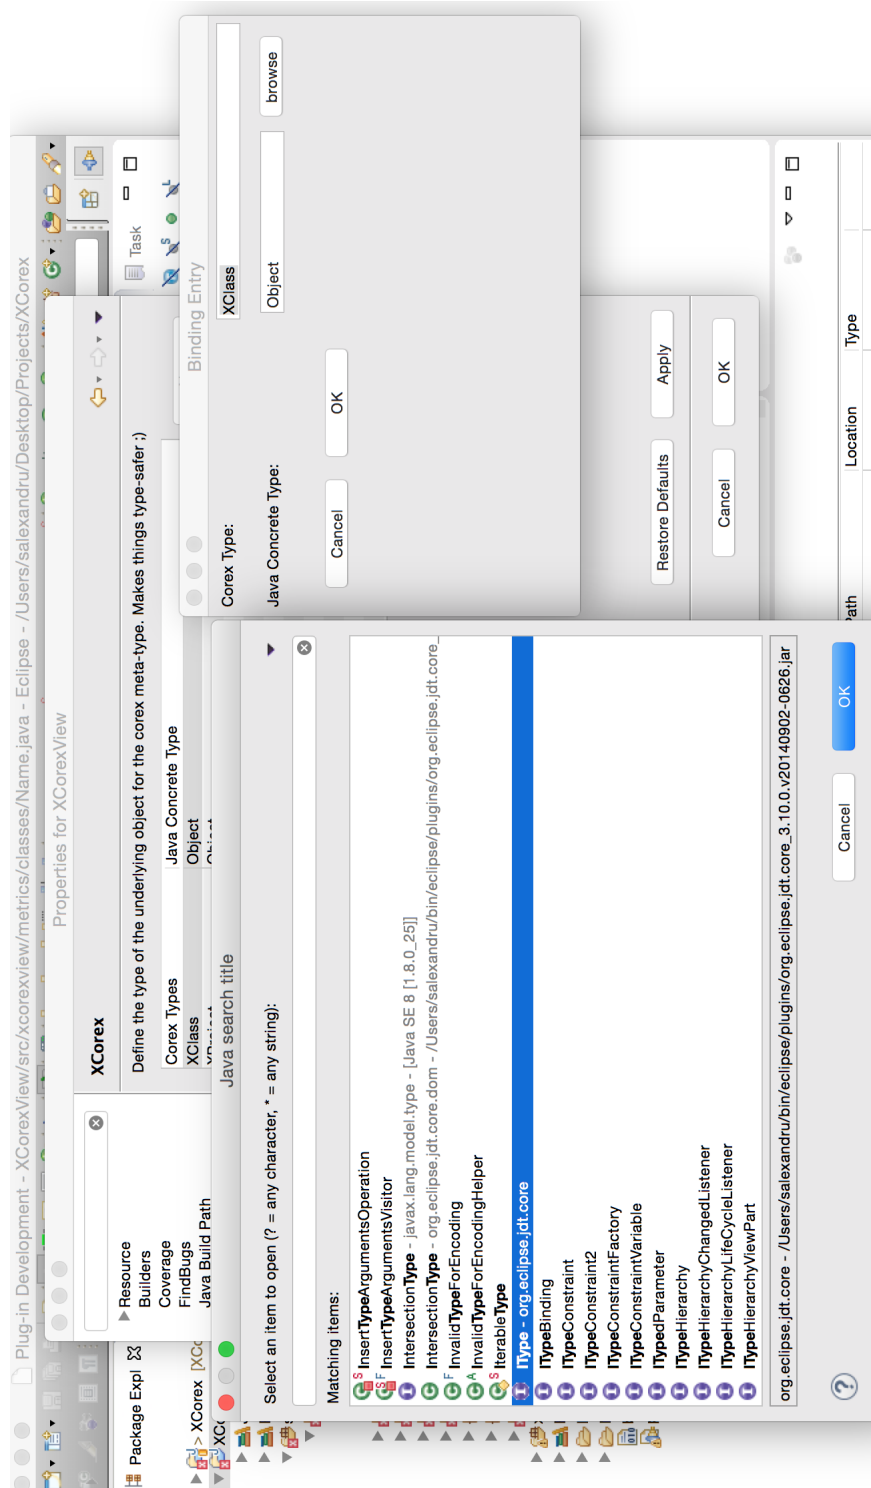 Plug-in Development - XCorexView/src/xcorexview/metrics/classes/Name.java - Eclipse - /Users/salexandru/Desktop/Projects/XCorex
Package Expl
Task
> XCorex [XCo
XCo
Properties for XCorexView
Resource
Builders
Coverage
FindBugs
Java Build Path
XCorex
Define the type of the underlying object for the corex meta-type. Makes things type-safer ;)
Corex Types
Java Concrete Type
XClass
Object
Restore Defaults
Apply
Cancel
OK
Binding Entry
Corex Type:
XClass
Java Concrete Type:
Object
browse
Cancel
OK
Java search title
Select an item to open (? = any character, * = any string):
Matching items:
InsertTypeArgumentsOperation
InsertTypeArgumentsVisitor
IntersectionType - javax.lang.model.type - [Java SE 8 [1.8.0_25]]
IntersectionType - org.eclipse.jdt.core.dom - /Users/salexandru/bin/eclipse/plugins/org.eclipse.jdt.core_
InvalidTypeForEncoding
InvalidTypeForEncodingHelper
IterableType
IType - org.eclipse.jdt.core
ITypeBinding
ITypeConstraint
ITypeConstraint2
ITypeConstraintFactory
ITypeConstraintVariable
ITypedParameter
ITypeHierarchy
ITypeHierarchyChangedListener
ITypeHierarchyLifeCycleListener
ITypeHierarchyViewPart
org.eclipse.jdt.core - /Users/salexandru/bin/eclipse/plugins/org.eclipse.jdt.core_3.10.0.v20140902-0626.jar
Cancel
OK
Path
Location
Type